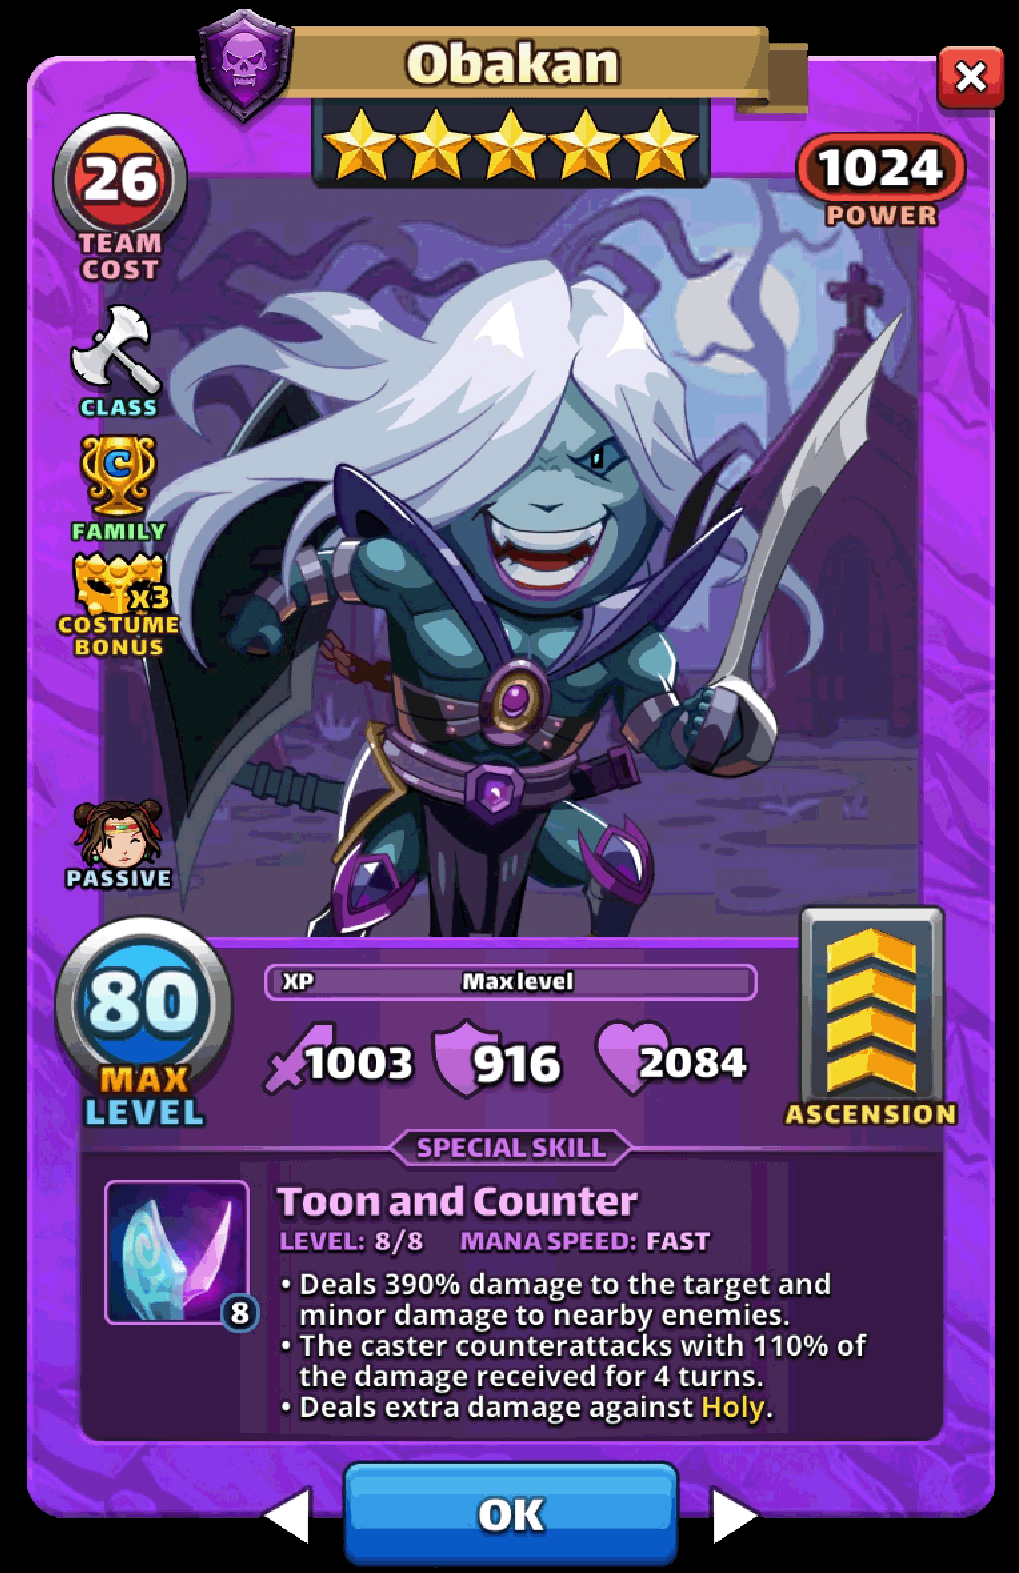 Obakan
26
TEAM
COST
1024
POWER
CLASS
C
FAMILY
x3
COSTUME
BONUS
PASSIVE
80
MAX
LEVEL
XP Max level
1003 916 2084
ASCENSION
SPECIAL SKILL
Toon and Counter
LEVEL: 8/8 MANA SPEED: FAST
8
• Deals 390% damage to the target and
minor damage to nearby enemies.
• The caster counterattacks with 110% of
the damage received for 4 turns.
• Deals extra damage against Holy.
OK